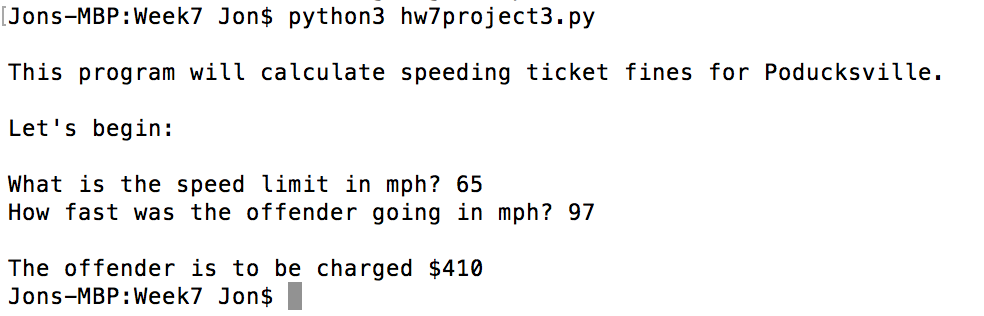 [Jons-MBP:Week7 Jon$ python3 hw7project3.py
This program will calculate speeding ticket fines for Poducksville.
Let's begin:
What is the speed limit in mph? 65
How fast was the offender going in mph? 97
The offender is to be charged $410
Jons-MBP:Week7 Jon$